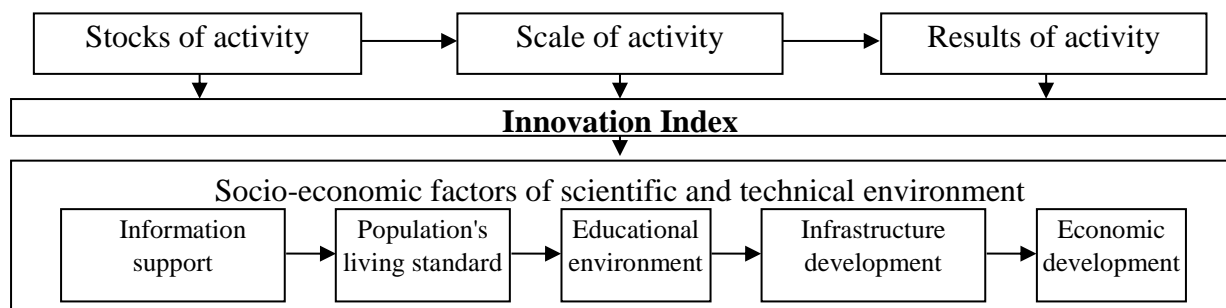 Stocks of activity
Scale of activity
Results of activity
Innovation Index
Socio-economic factors of scientific and technical environment
Information
support
Population's
living standard
Educational
environment
Infrastructure
development
Economic
development